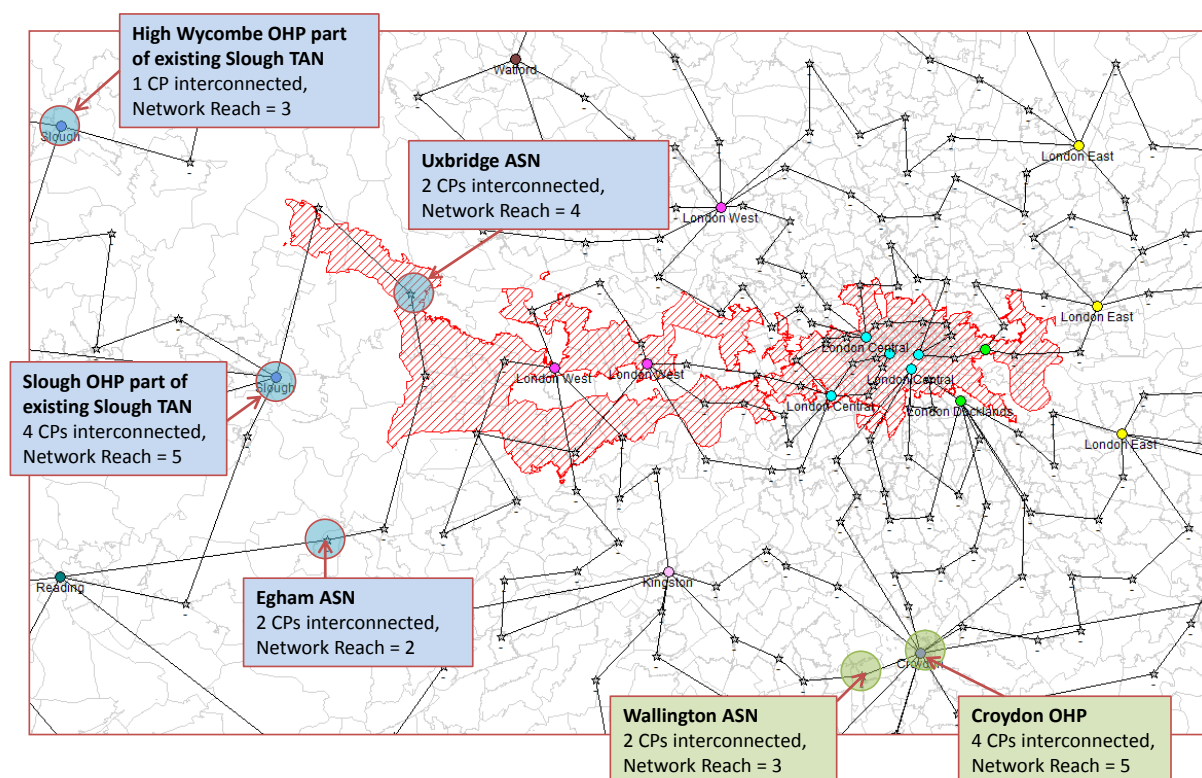 High Wycombe OHP part
of existing Slough TAN
1 CP interconnected,
Network Reach = 3
Watford
Slough
London East
Uxbridge ASN
2 CPs interconnected,
Network Reach = 4
London West
London East
London Central
Slough OHP part of
existing Slough TAN
4 CPs interconnected,
Network Reach = 5
Slough
London West
London West
London Central
London Central
London Docklands
London East
Reading
Kingston
Egham ASN
2 CPs interconnected,
Network Reach = 2
Croydon
Wallington ASN
2 CPs interconnected,
Network Reach = 3
Croydon OHP
4 CPs interconnected,
Network Reach = 5